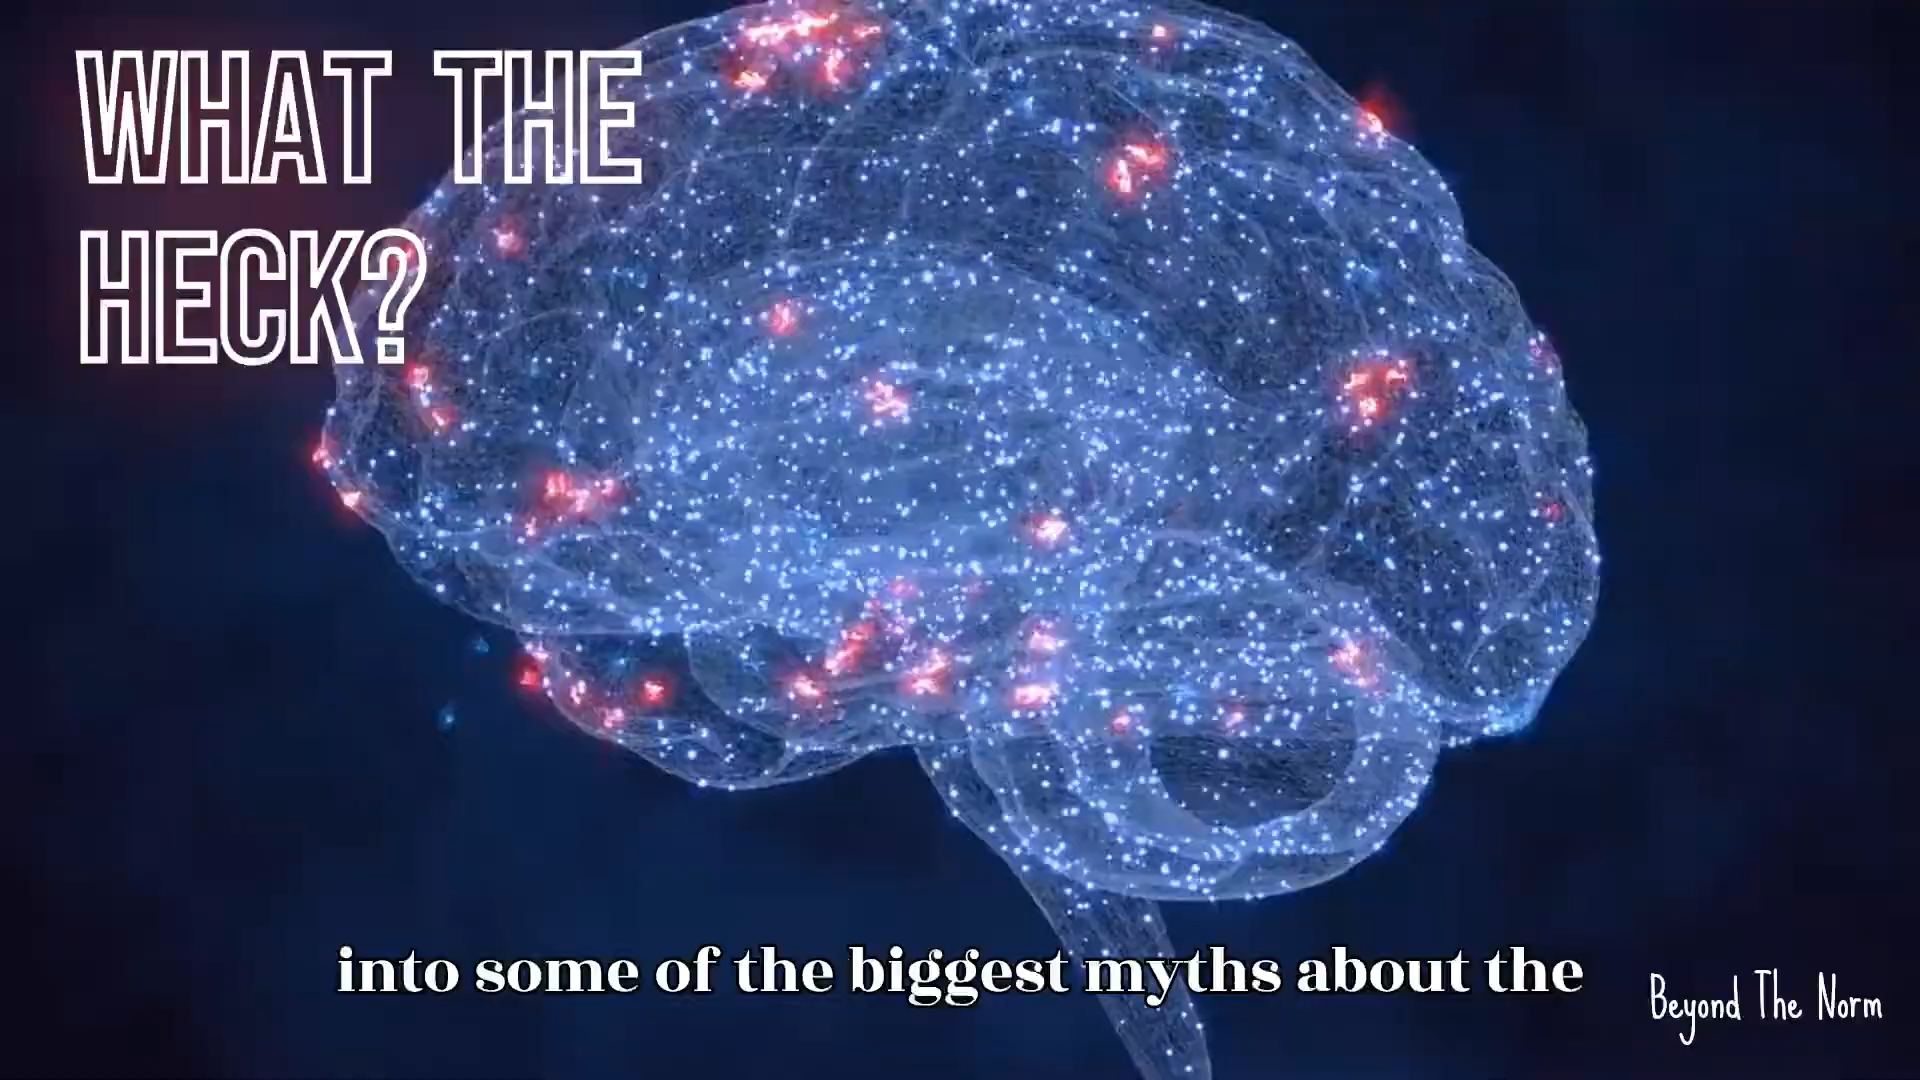 WHAT THE
HECK?
into some of the biggest myths about the
Beyond The Norm